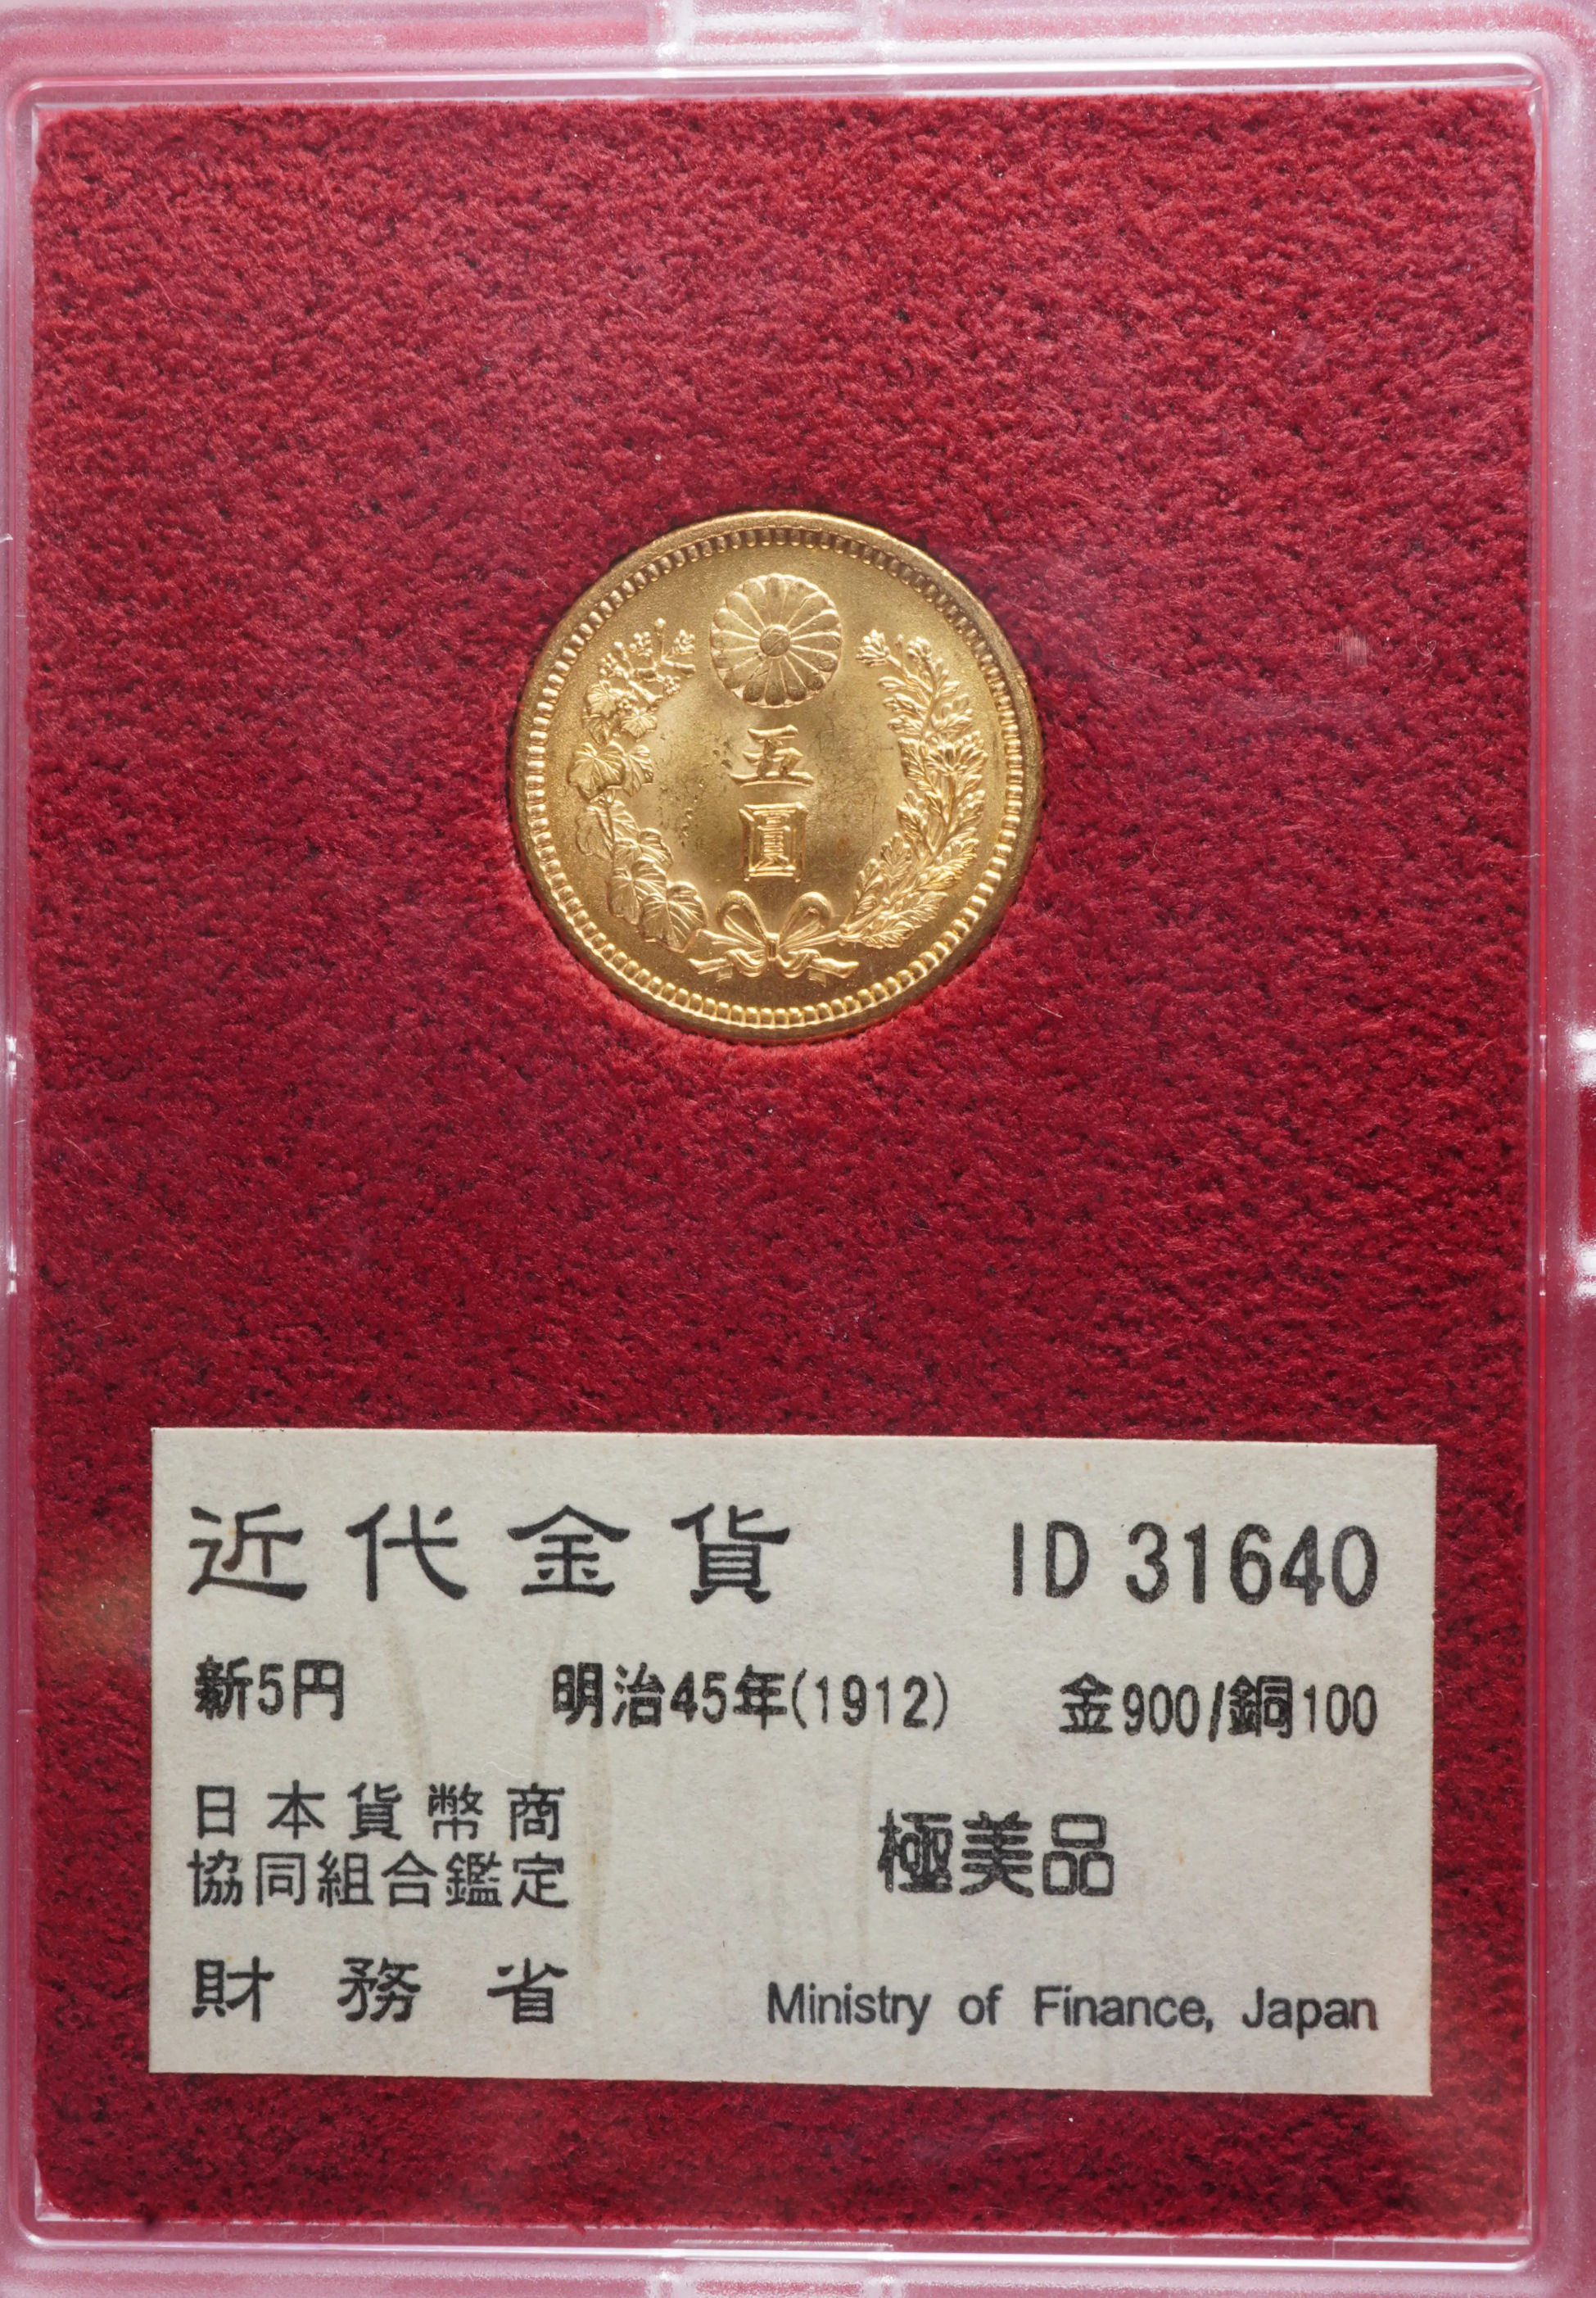 五
圓
近代金貨 ID 31640
新5円 明治45年(1912) 金900/銅100
日本貨幣商
協同組合鑑定
極美品
財務省 Ministry of Finance, Japan